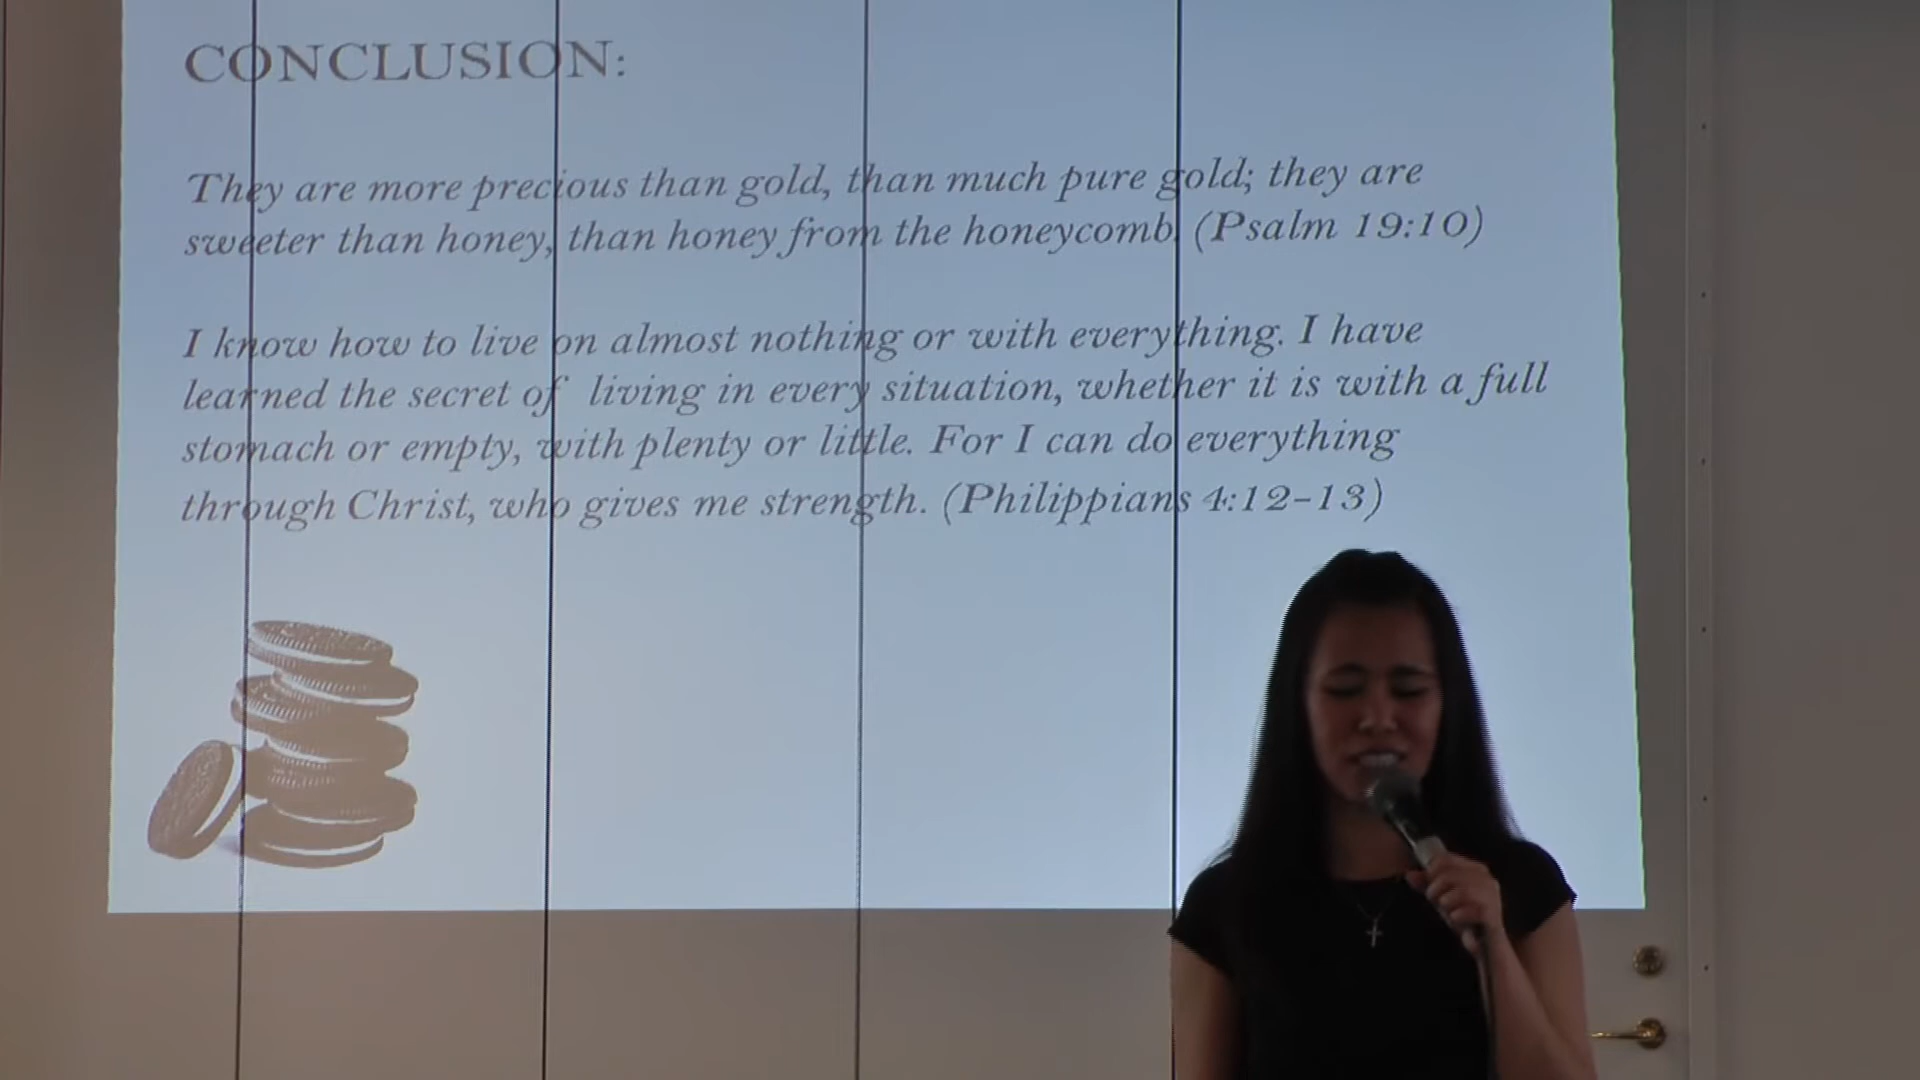 CONCLUSION:
They are more precious than gold, than much pure gold; they are
sweeter than honey, than honey from the honeycomb. (Psalm 19:10)
I know how to live on almost nothing or with everything. I have
learned the secret of living in every situation, whether it is with a full
stomach or empty, with plenty or little. For I can do everything
through Christ, who gives me strength. (Philippians 4:12-13)